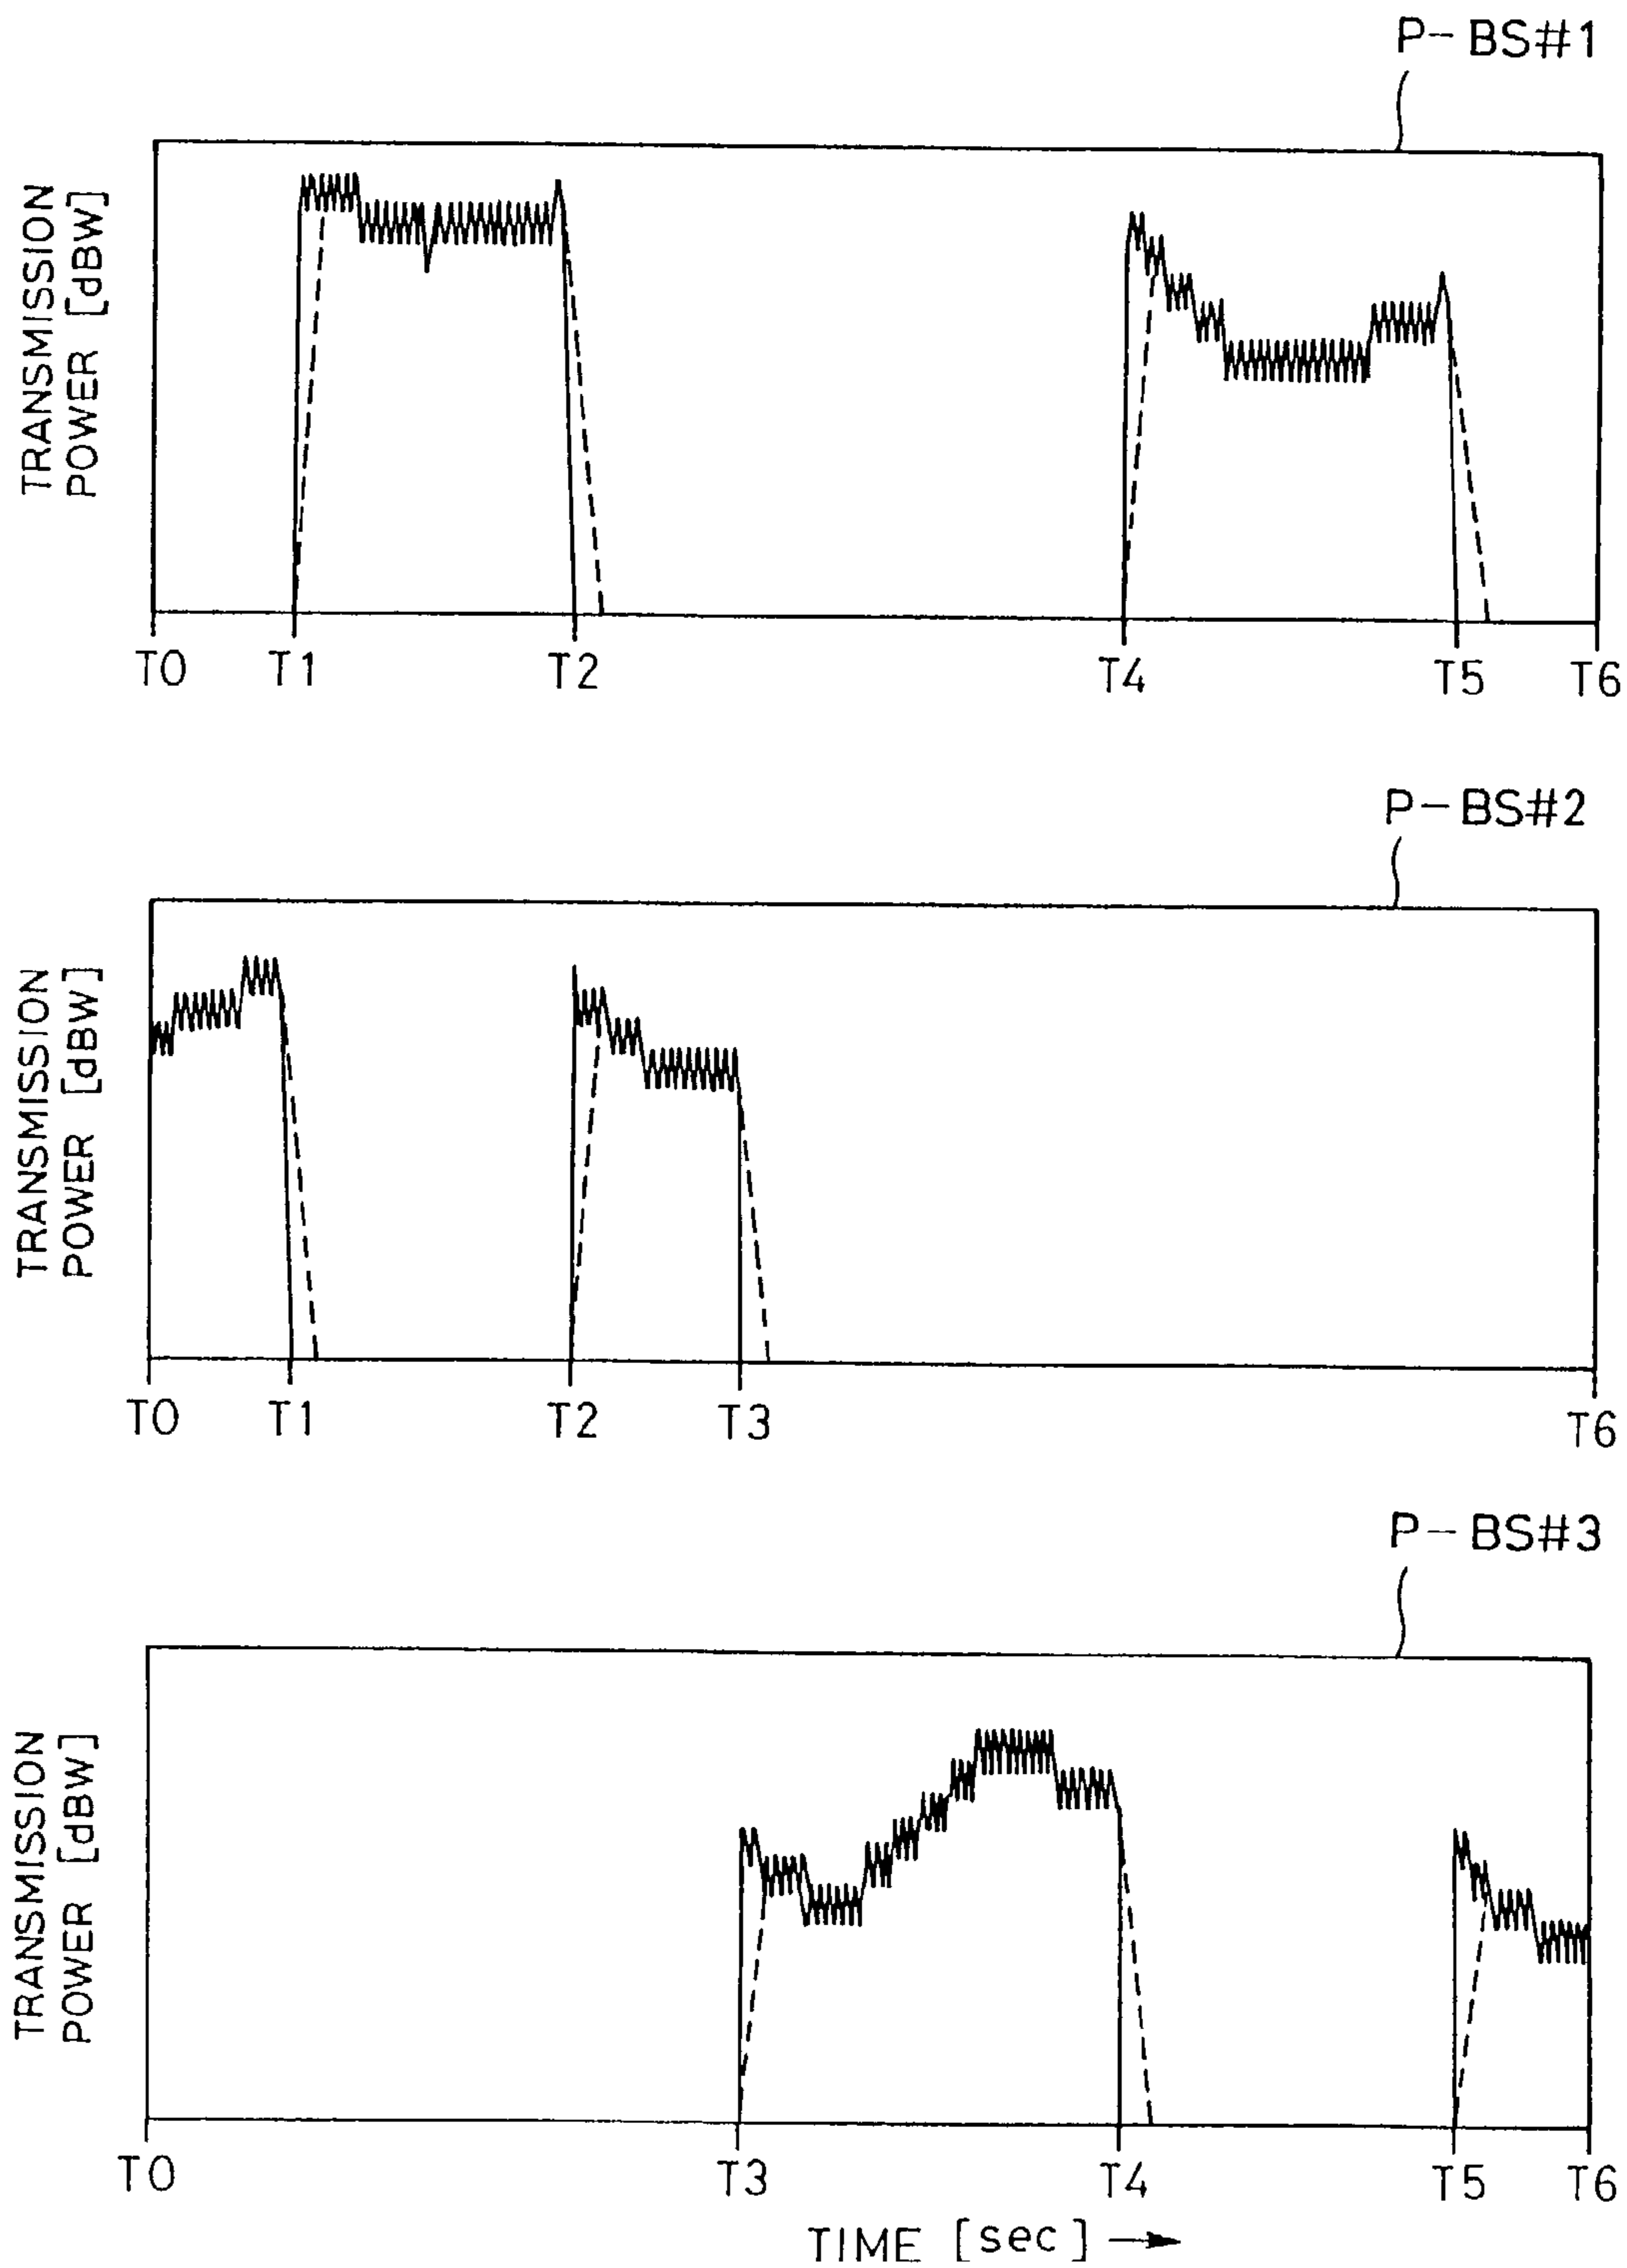 P-BS#1
TRANSMISSION
POWER [dBW]
T0 T1 T2 T4 T5 T6
P-BS#2
TRANSMISSION
POWER [dBW]
T0 T1 T2 T3 T6
P-BS#3
TRANSMISSION
POWER [dBW]
T0 T3 T4 T5 T6
TIME [sec] →